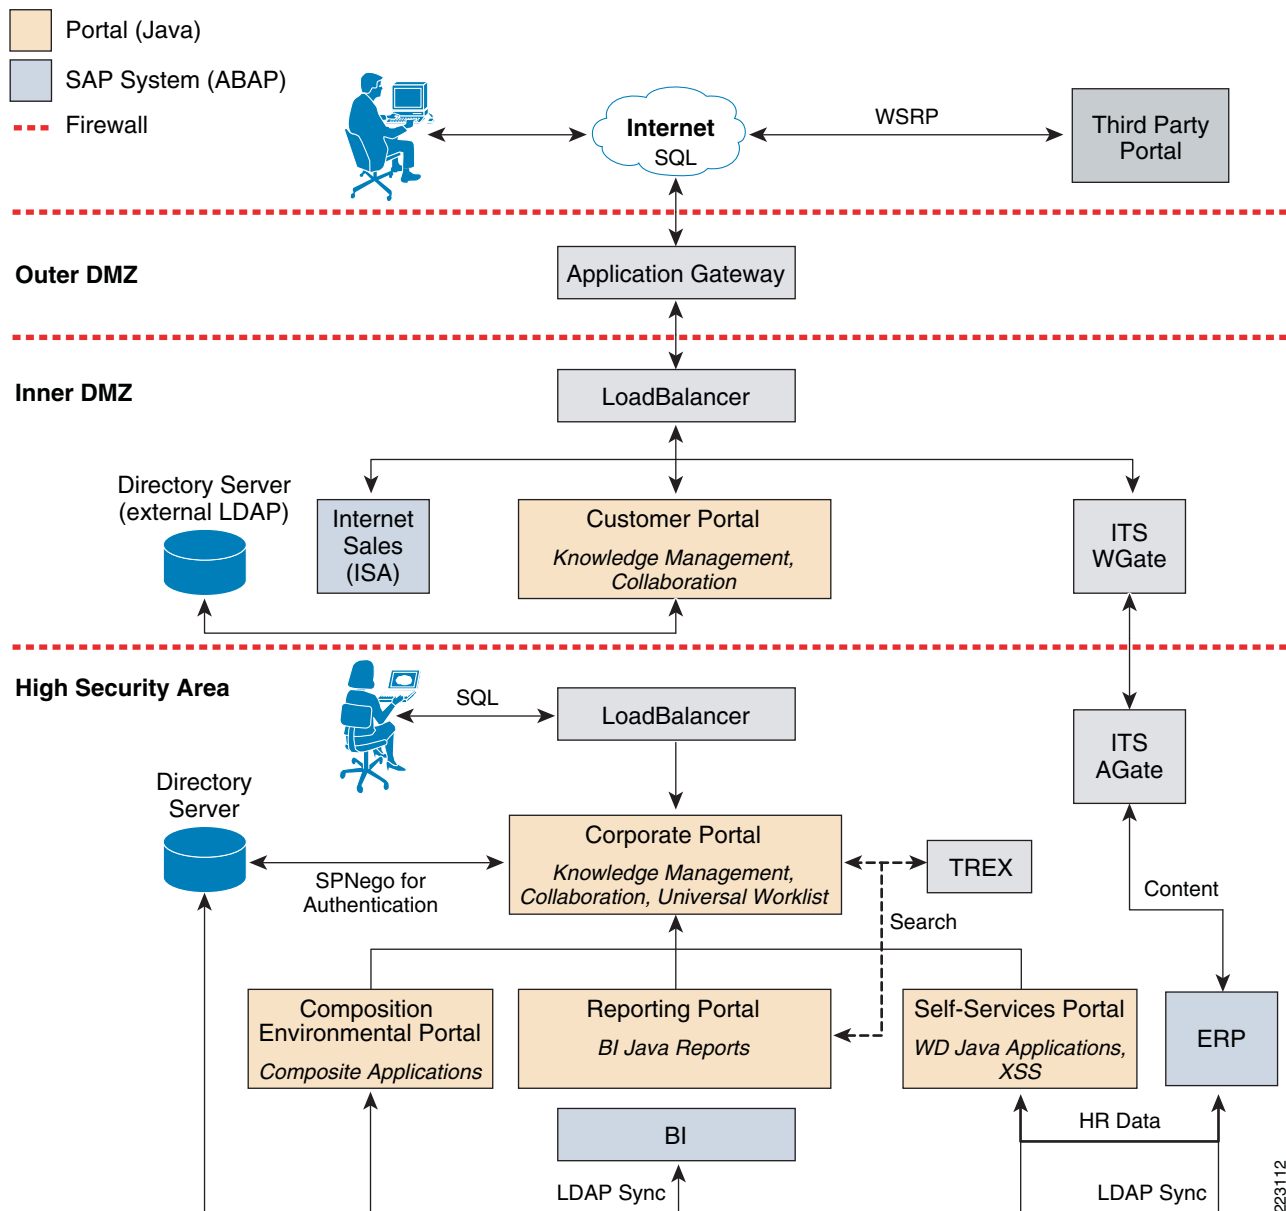 Portal (Java)
SAP System (ABAP)
Firewall
Internet
SQL
WSRP
Third Party
Portal
Outer DMZ
Application Gateway
Inner DMZ
LoadBalancer
Directory Server
(external LDAP)
Internet
Sales
(ISA)
Customer Portal
Knowledge Management,
Collaboration
ITS
WGate
High Security Area
SQL
LoadBalancer
ITS
AGate
Directory
Server
SPNego for
Authentication
Corporate Portal
Knowledge Management,
Collaboration, Universal Worklist
TREX
Search
Content
Composition
Environmental Portal
Composite Applications
Reporting Portal
BI Java Reports
Self-Services Portal
WD Java Applications,
XSS
ERP
BI
HR Data
LDAP Sync
LDAP Sync
223112